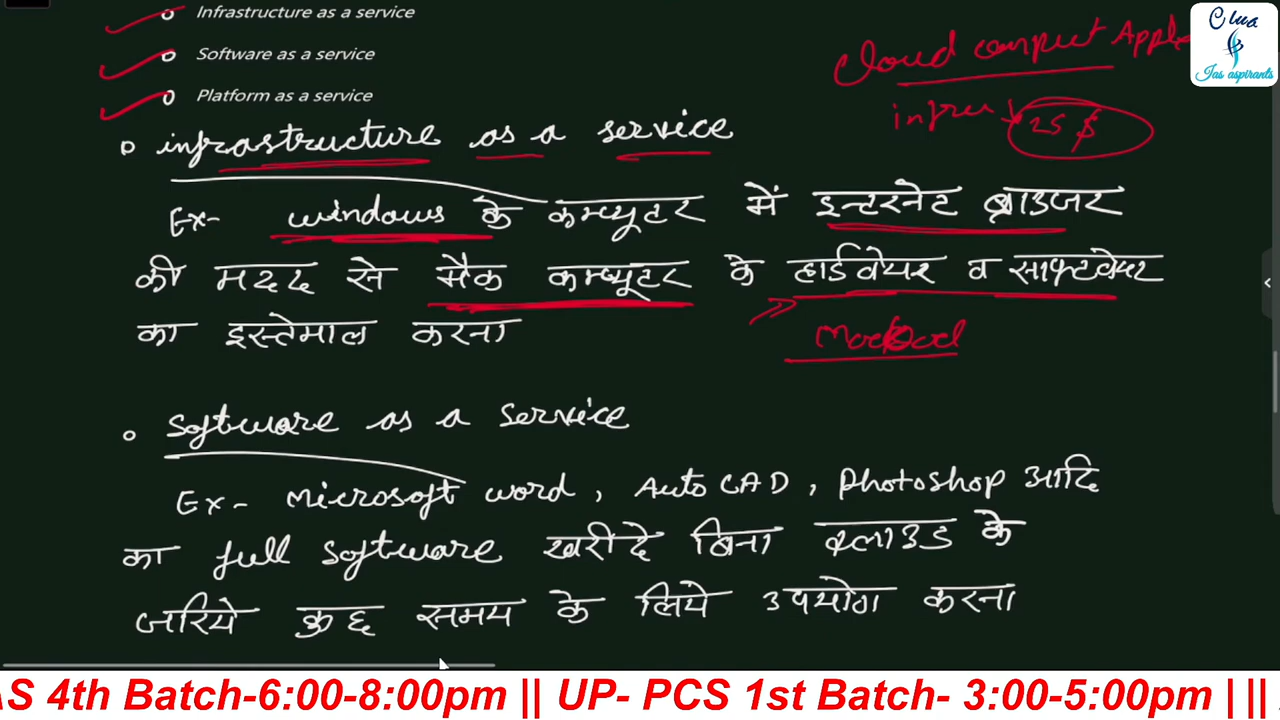 Infrastructure as a service
Software as a service
Platform as a service
Cloud comput Apple
infra 25 $
infrastructure as a service
Ex- windows के कम्प्यूटर में इन्टरनेट ब्राउजर
की मदद से मैक कम्प्यूटर के हार्डवेयर व साफ्टवेयर
का इस्तेमाल करना
Software as a service
Ex- Microsoft word, AutoCAD, Photoshop आदि
का full software खरीदे बिना क्लाउड के
जरिये कुछ समय के लिये उपयोग करना
Ias aspirants
AS 4th Batch-6:00-8:00pm || UP- PCS 1st Batch- 3:00-5:00pm | ||